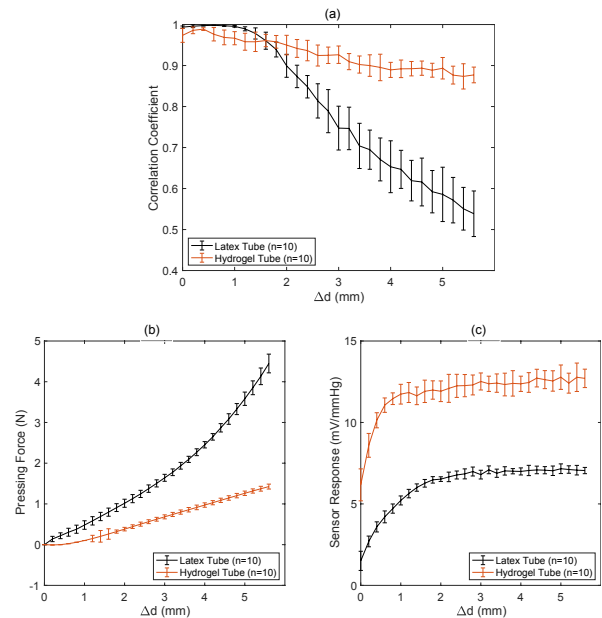 (a)
1
0.9
0.8
0.7
0.6
0.5
0.4
Correlation Coefficient
Latex Tube (n=10)
Hydrogel Tube (n=10)
0 1 2 3 4 5
Δd (mm)
(b)
5
4
3
2
1
0
-1
Pressing Force (N)
Latex Tube (n=10)
Hydrogel Tube (n=10)
0 1 2 3 4 5
Δd (mm)
(c)
15
10
5
0
Sensor Response (mV/mmHg)
Latex Tube (n=10)
Hydrogel Tube (n=10)
0 1 2 3 4 5
Δd (mm)